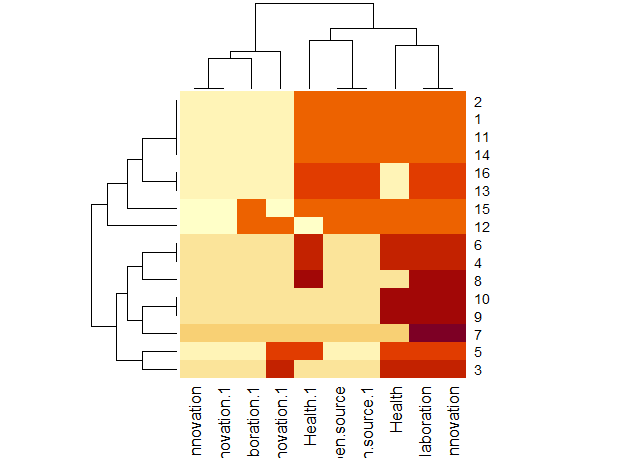 2
1
11
14
16
13
15
12
6
4
8
10
9
7
5
3
nnovation
novation.1
boration.1
novation.1
Health.1
pen.source
n.source.1
Health
laboration
nnovation